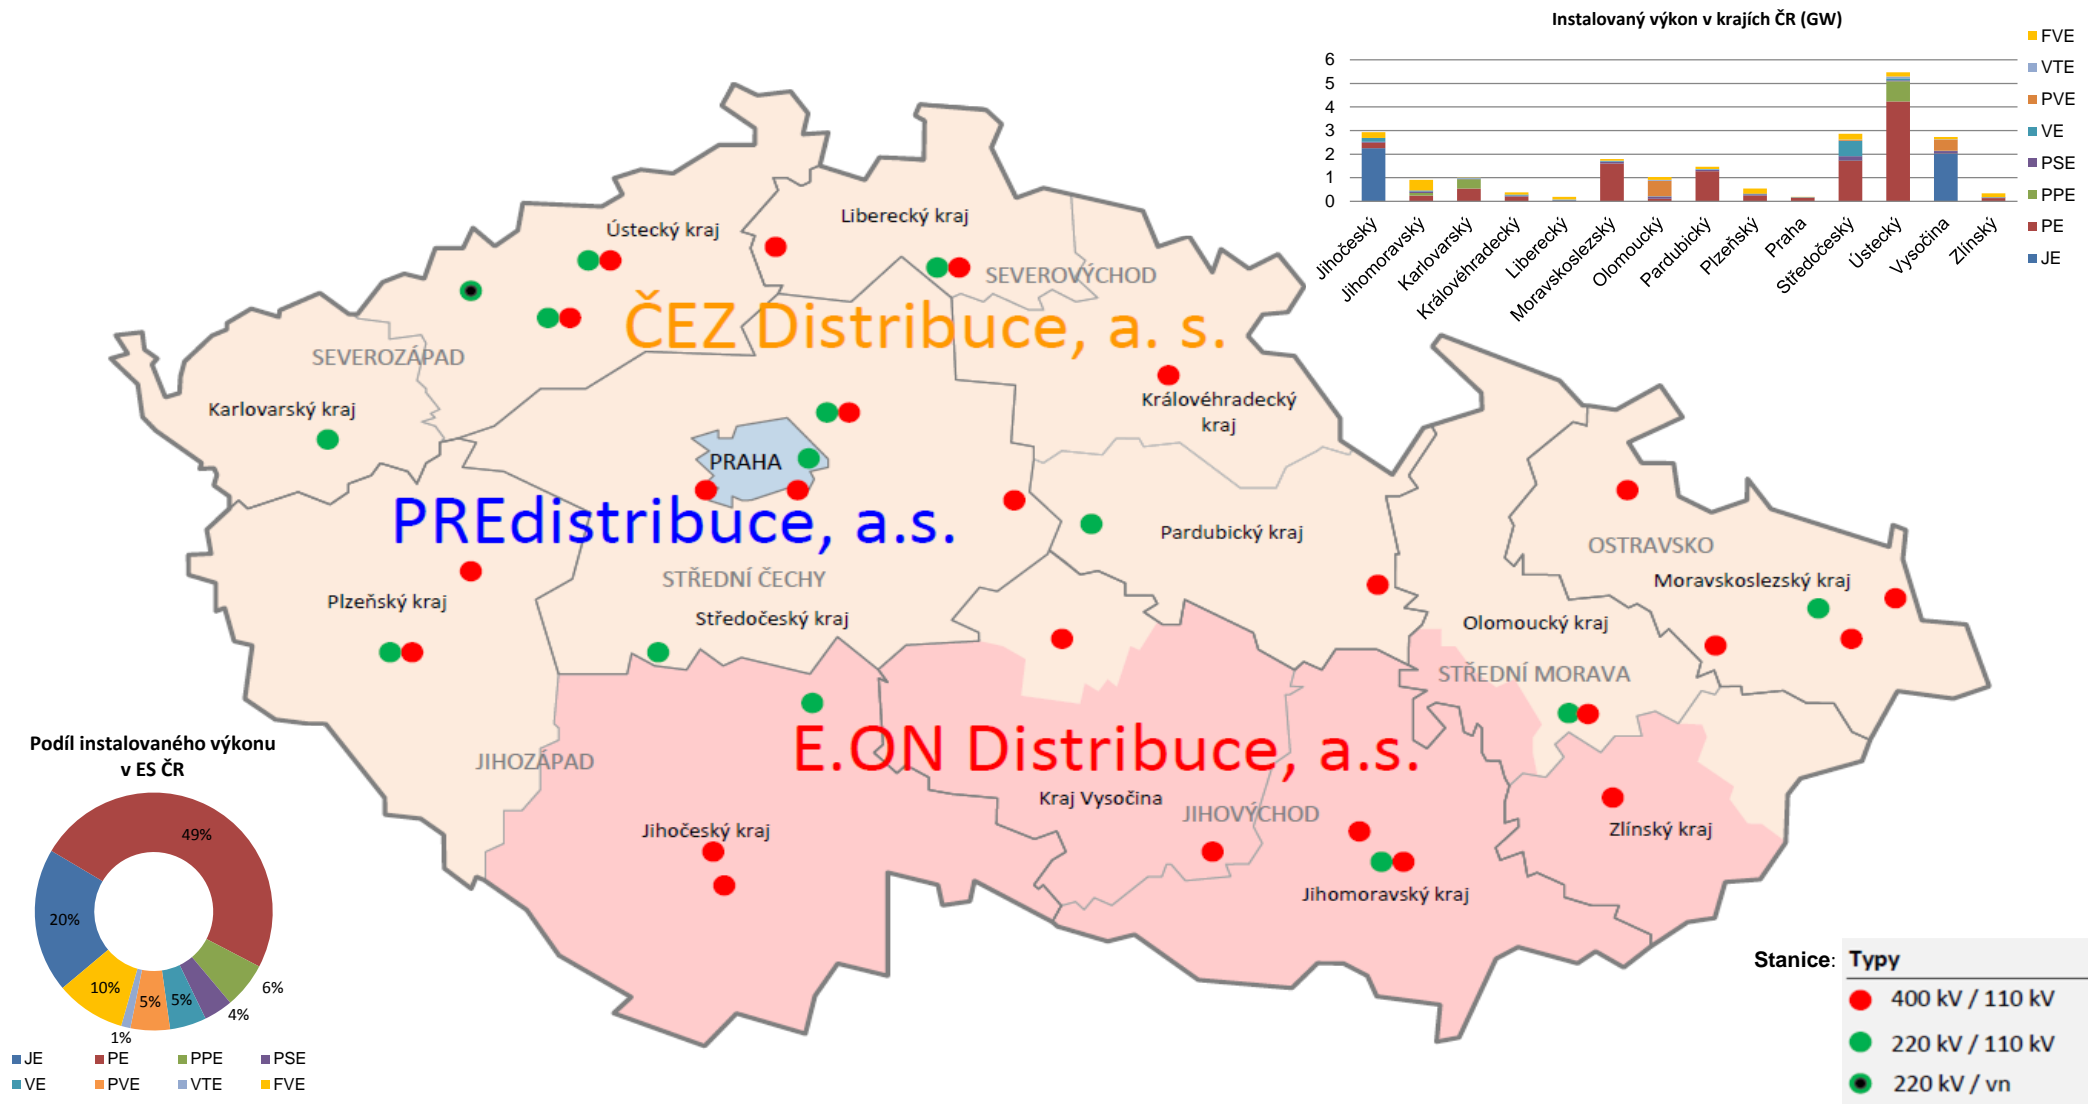 Instalovaný výkon v krajích ČR (GW)
6
5
4
3
2
1
0
Jihočeský
Jihomoravský
Karlovarský
Královéhradecký
Liberecký
Moravskoslezský
Olomoucký
Pardubický
Plzeňský
Praha
Středočeský
Ústecký
Vysočina
Zlínský
FVE
VTE
PVE
VE
PSE
PPE
PE
JE
Liberecký kraj
Ústecký kraj
SEVEROVÝCHOD
ČEZ Distribuce, a. s.
SEVEROZÁPAD
Karlovarský kraj
Královéhradecký
kraj
PRAHA
PREdistribuce, a.s.
Pardubický kraj
OSTRAVSKO
STŘEDNÍ ČECHY
Moravskoslezský kraj
Plzeňský kraj
Středočeský kraj
Olomoucký kraj
STŘEDNÍ MORAVA
E.ON Distribuce, a.s.
JIHOZÁPAD
Kraj Vysočina
JIHOVÝCHOD
Jihočeský kraj
Zlínský kraj
Jihomoravský kraj
Podíl instalovaného výkonu
v ES ČR
49%
20%
10%
1%
5%
5%
4%
6%
JE
PE
PPE
PSE
VE
PVE
VTE
FVE
Stanice: Typy
400 kV / 110 kV
220 kV / 110 kV
220 kV / vn